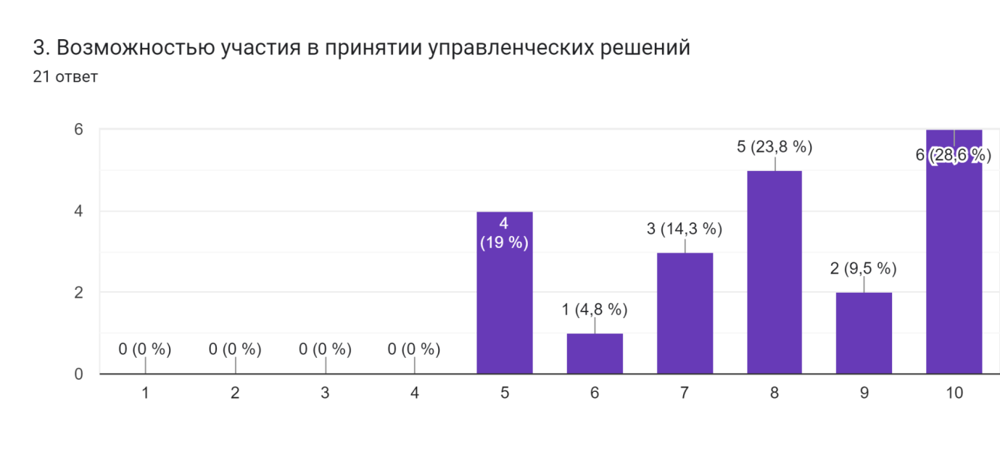 3. Возможностью участия в принятии управленческих решений
21 ответ
6
4
2
0
0 (0 %)
0 (0 %)
0 (0 %)
0 (0 %)
4
(19 %)
1 (4,8 %)
3 (14,3 %)
5 (23,8 %)
2 (9,5 %)
6 (28,6 %)
1 2 3 4 5 6 7 8 9 10